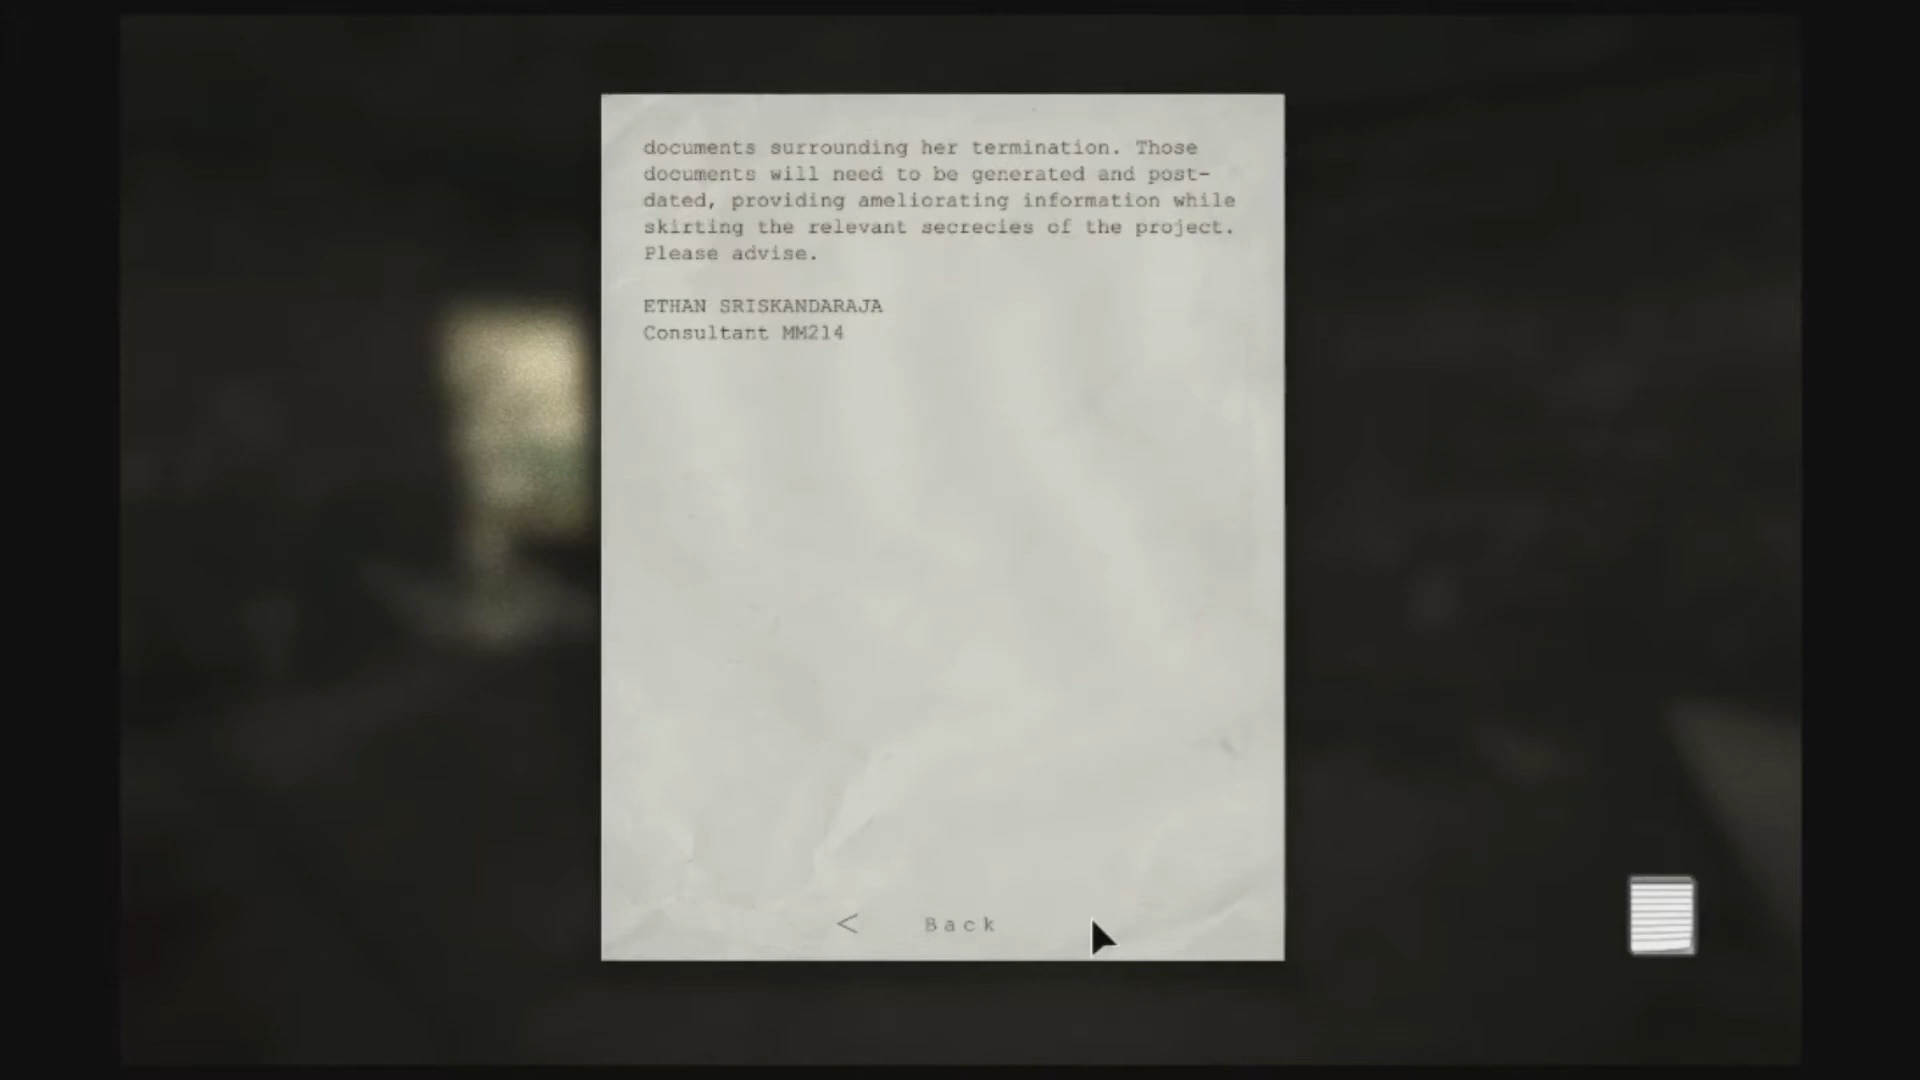 documents surrounding her termination. Those
documents will need to be generated and post-
dated, providing ameliorating information while
skirting the relevant secrecies of the project.
Please advise.
ETHAN SRISKANDARAJA
Consultant MM214
< Back